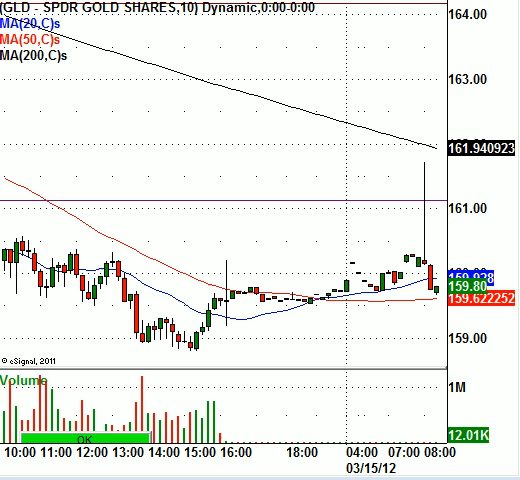 (GLD - SPDR GOLD SHARES,10) Dynamic,0:00-0:00
MA(20,C)s
MA(50,C)s
MA(200,C)s
164.00
163.00
161.940923
161.00
159.928
159.80
159.622252
159.00
© eSignal, 2011
Volume
1M
12.01K
OK
10:00 11:00 12:00 13:00 14:00 15:00 16:00 18:00 04:00 07:00 08:00
03/15/12